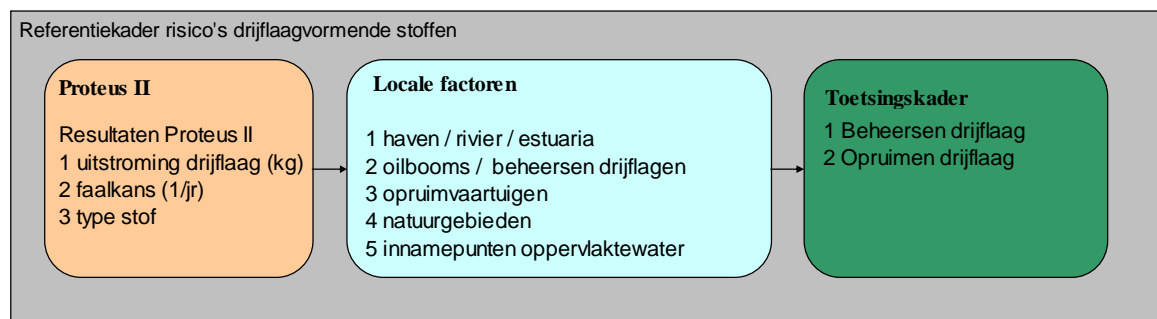 Referentiekader risico's drijflaagvormende stoffen
Proteus II
Resultaten Proteus II
1 uitstroming drijflaag (kg)
2 faalkans (1/jr)
3 type stof
Locale factoren
1 haven / rivier / estuaria
2 oilbooms / beheersen drijflagen
3 opruimvaartuigen
4 natuurgebieden
5 innamepunten oppervlaktewater
Toetsingskader
1 Beheersen drijflaag
2 Opruimen drijflaag